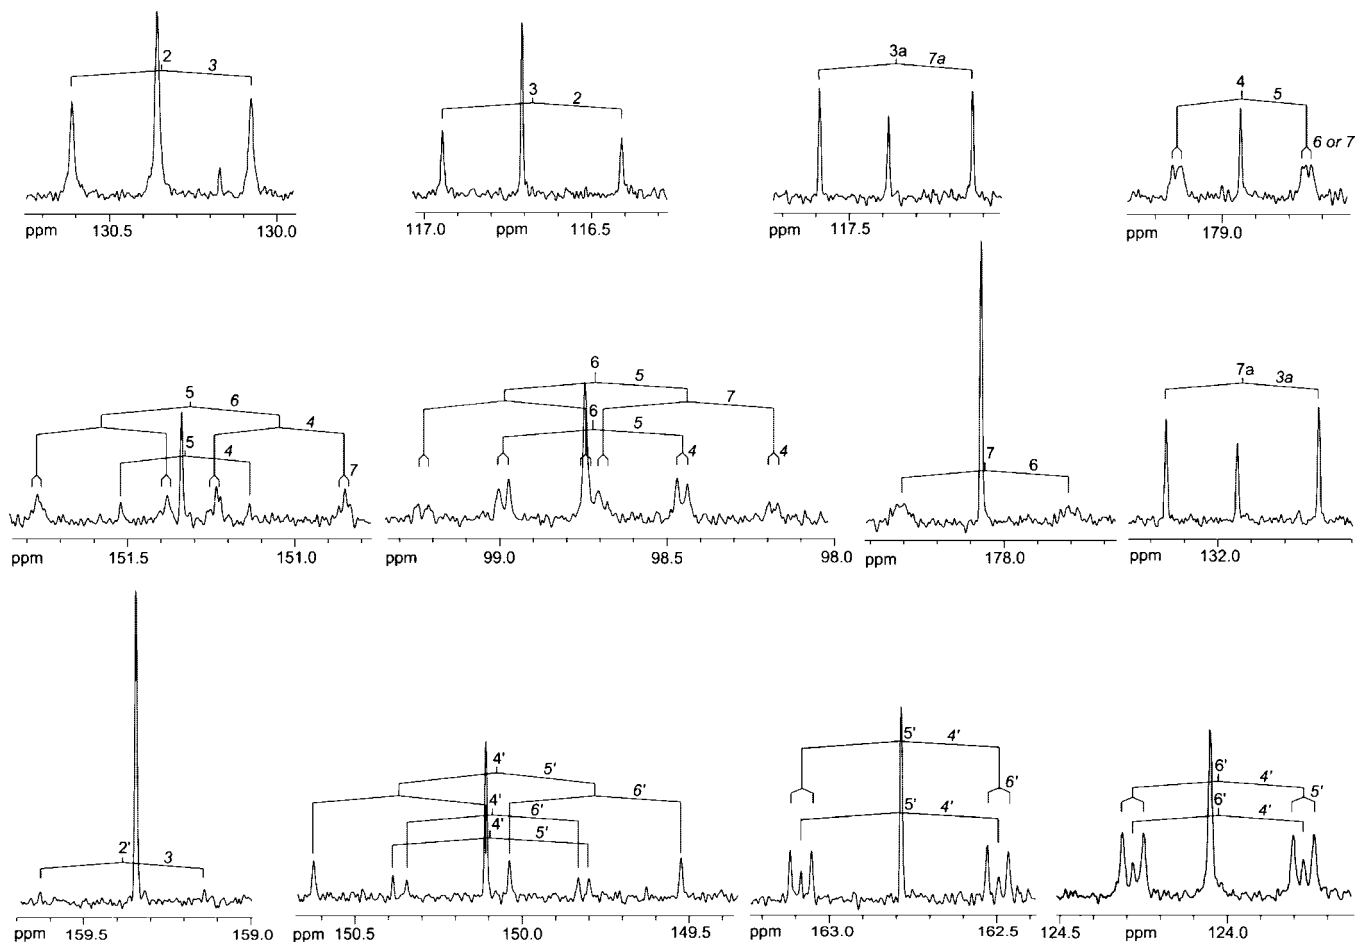 2 3
ppm 130.5 130.0
3 2
117.0 ppm 116.5
3a 7a
ppm 117.5
4 5
6 or 7
ppm 179.0
5 6
4
5 4
7
ppm 151.5 151.0
6 5
7
6 5
4 4 4
ppm 99.0 98.5 98.0
7 6
ppm 178.0
7a 3a
ppm 132.0
2' 3
159.5 ppm 159.0
4' 5'
6'
4' 6'
4' 5'
ppm 150.5 150.0 149.5
5' 4'
6'
5' 4'
ppm 163.0 162.5
6' 4'
5'
6' 4'
124.5 ppm 124.0